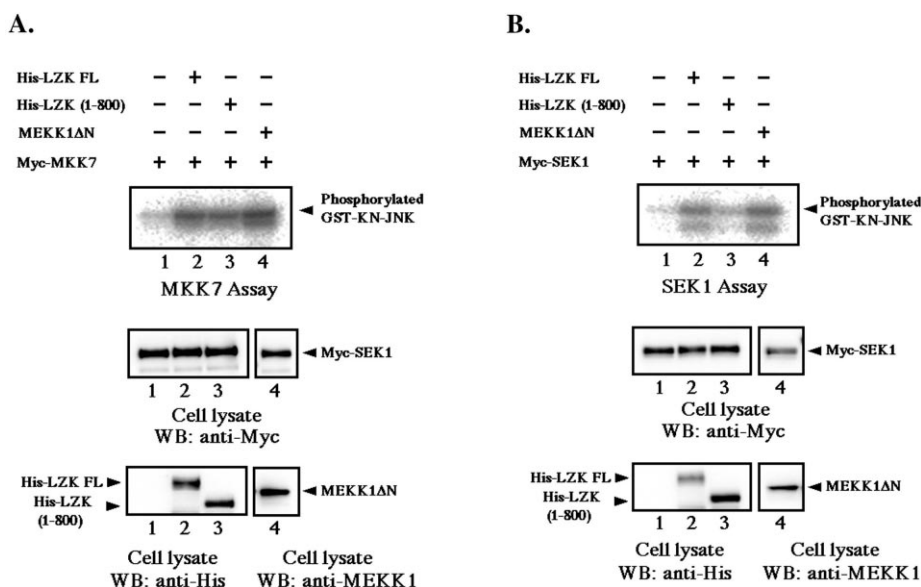 A.
His-LZK FL − + − −
His-LZK (1-800) − − + −
MEKK1ΔN − − − +
Myc-MKK7 + + + +
Phosphorylated
GST-KN-JNK
1 2 3 4
MKK7 Assay
Myc-SEK1
1 2 3 4
Cell lysate
WB: anti-Myc
His-LZK FL
His-LZK
(1-800)
MEKK1ΔN
1 2 3 4
Cell lysate
WB: anti-His
Cell lysate
WB: anti-MEKK1
B.
His-LZK FL − + − −
His-LZK (1-800) − − + −
MEKK1ΔN − − − +
Myc-SEK1 + + + +
Phosphorylated
GST-KN-JNK
1 2 3 4
SEK1 Assay
Myc-SEK1
1 2 3 4
Cell lysate
WB: anti-Myc
His-LZK FL
His-LZK
(1-800)
MEKK1ΔN
1 2 3 4
Cell lysate
WB: anti-His
Cell lysate
WB: anti-MEKK1